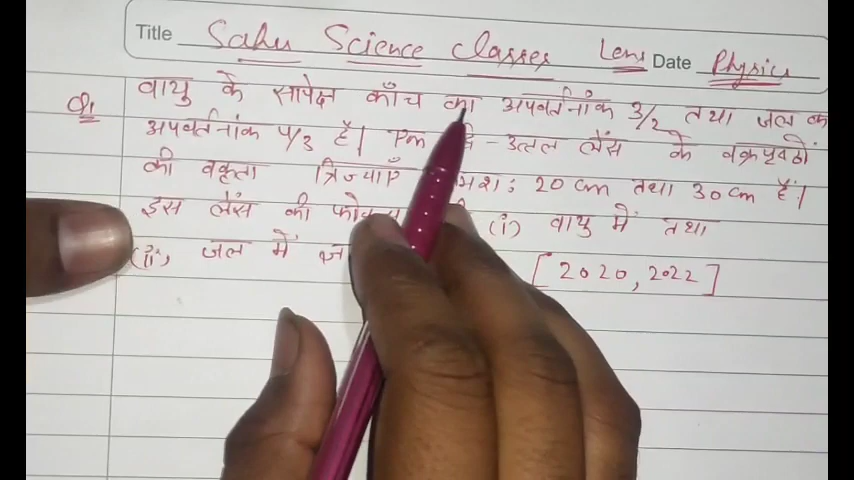 Title Sahu Science Classes Lens Date Physics
Q1 वायु के सापेक्ष काँच का अपवर्तनांक 3/2 तथा जल का
अपवर्तनांक 4/3 है। उत्तल लेंस के वक्रपृष्ठों
की वक्रता त्रिज्याएँ 20 cm तथा 30 cm हैं।
इस लेंस की (i) वायु में तथा
(ii) जल में [2020, 2022]